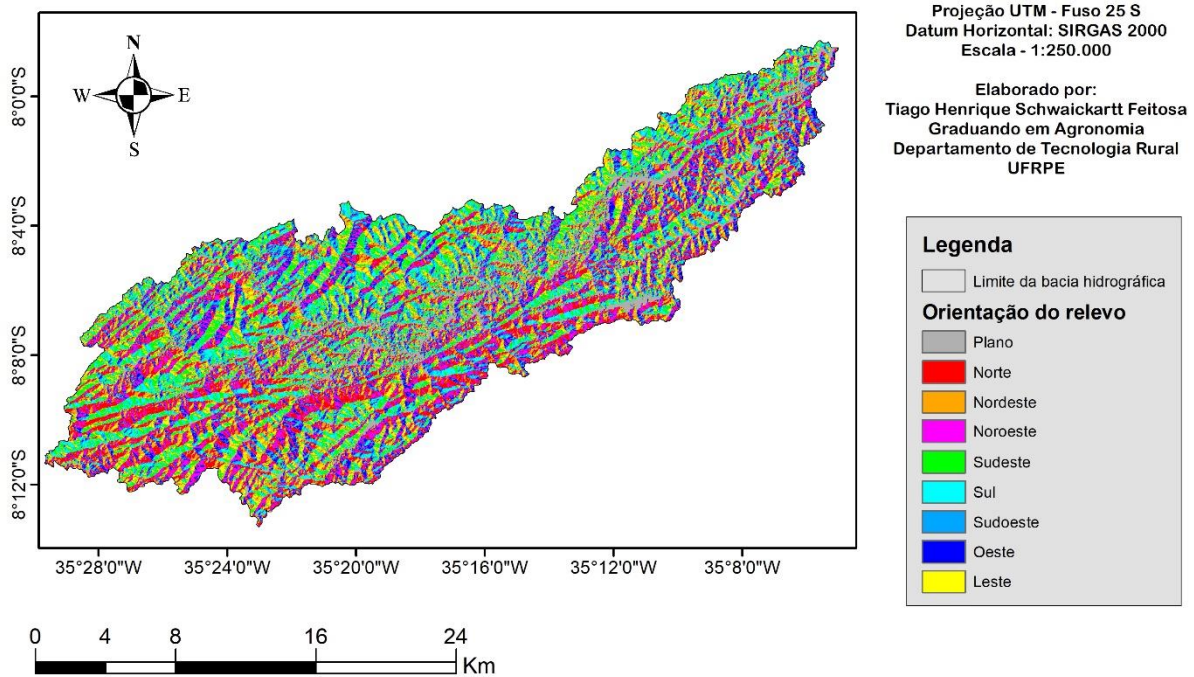 Projeção UTM - Fuso 25 S
Datum Horizontal: SIRGAS 2000
Escala - 1:250.000
Elaborado por:
Tiago Henrique Schwaickartt Feitosa
Graduando em Agronomia
Departamento de Tecnologia Rural
UFRPE
N
W E
S
8°0'0"S
8°4'0"S
8°8'0"S
8°12'0"S
35°28'0"W 35°24'0"W 35°20'0"W 35°16'0"W 35°12'0"W 35°8'0"W
Legenda
Limite da bacia hidrográfica
Orientação do relevo
Plano
Norte
Nordeste
Noroeste
Sudeste
Sul
Sudoeste
Oeste
Leste
0 4 8 16 24
Km